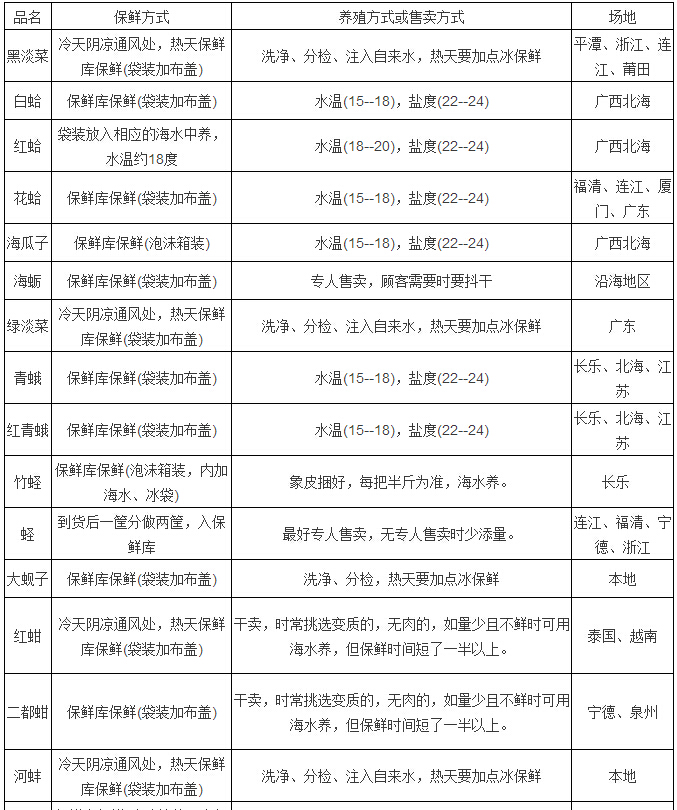 品名 保鲜方式 养殖方式或售卖方式 场地
黑淡菜 冷天阴凉通风处，热天保鲜 洗净、分检、注入自来水，热天要加点冰保鲜 平潭、浙江、连
库保鲜(袋装加布盖) 江、莆田
白蛤 保鲜库保鲜(袋装加布盖) 水温(15--18)，盐度(22--24) 广西北海
红蛤 袋装放入相应的海水中养， 水温(18--20)，盐度(22--24) 广西北海
水温约18度
花蛤 保鲜库保鲜(袋装加布盖) 水温(15--18)，盐度(22--24) 福清、连江、厦
门、广东
海瓜子 保鲜库保鲜(泡沫箱装) 水温(15--18)，盐度(22--24) 广西北海
海蛎 保鲜库保鲜(袋装加布盖) 专人售卖，顾客需要时要抖干 沿海地区
绿淡菜 冷天阴凉通风处，热天保鲜 洗净、分检、注入自来水，热天要加点冰保鲜 广东
库保鲜(袋装加布盖)
青蛾 保鲜库保鲜(袋装加布盖) 水温(15--18)，盐度(22--24) 长乐、北海、江
苏
红青蛾 保鲜库保鲜(袋装加布盖) 水温(15--18)，盐度(22--24) 长乐、北海、江
苏
竹蛏 保鲜库保鲜(泡沫箱装，内加 象皮捆好，每把半斤为准，海水养。 长乐
海水、冰袋)
蛏 到货后一筐分做两筐，入保 最好专人售卖，无专人售卖时少添量。 连江、福清、宁
鲜库 德、浙江
大蚬子 保鲜库保鲜(袋装加布盖) 洗净、分检，热天要加点冰保鲜 本地
红蚶 冷天阴凉通风处，热天保鲜 干卖，时常挑选变质的，无肉的，如量少且不鲜时可用 泰国、越南
库保鲜(袋装加布盖) 海水养，但保鲜时间短了一半以上。
二都蚶 保鲜库保鲜(袋装加布盖) 干卖，时常挑选变质的，无肉的，如量少且不鲜时可用 宁德、泉州
海水养，但保鲜时间短了一半以上。
河蚌 冷天阴凉通风处，热天保鲜 洗净、分检、注入自来水，热天要加点冰保鲜 本地
库保鲜(袋装加布盖)